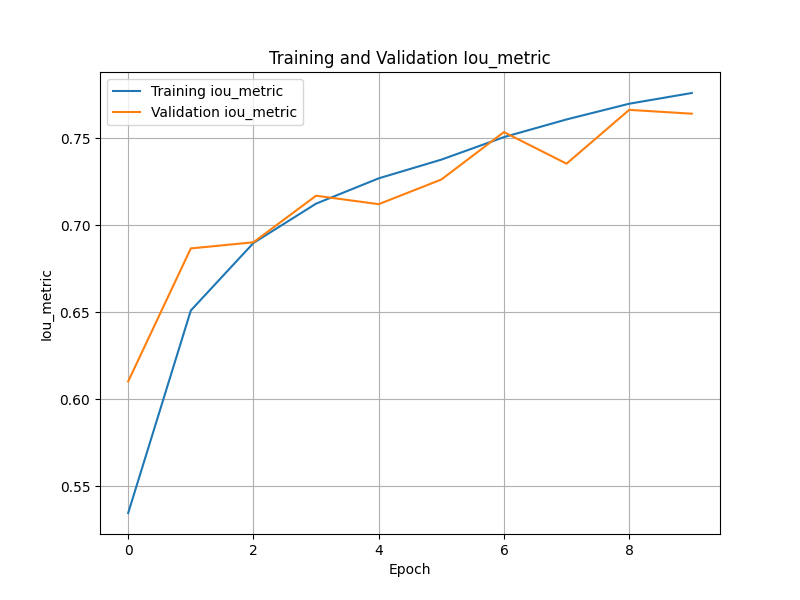 Training and Validation Iou_metric
Training iou_metric
Validation iou_metric
0.75
0.70
0.65
0.60
0.55
Iou_metric
0 2 4 6 8
Epoch